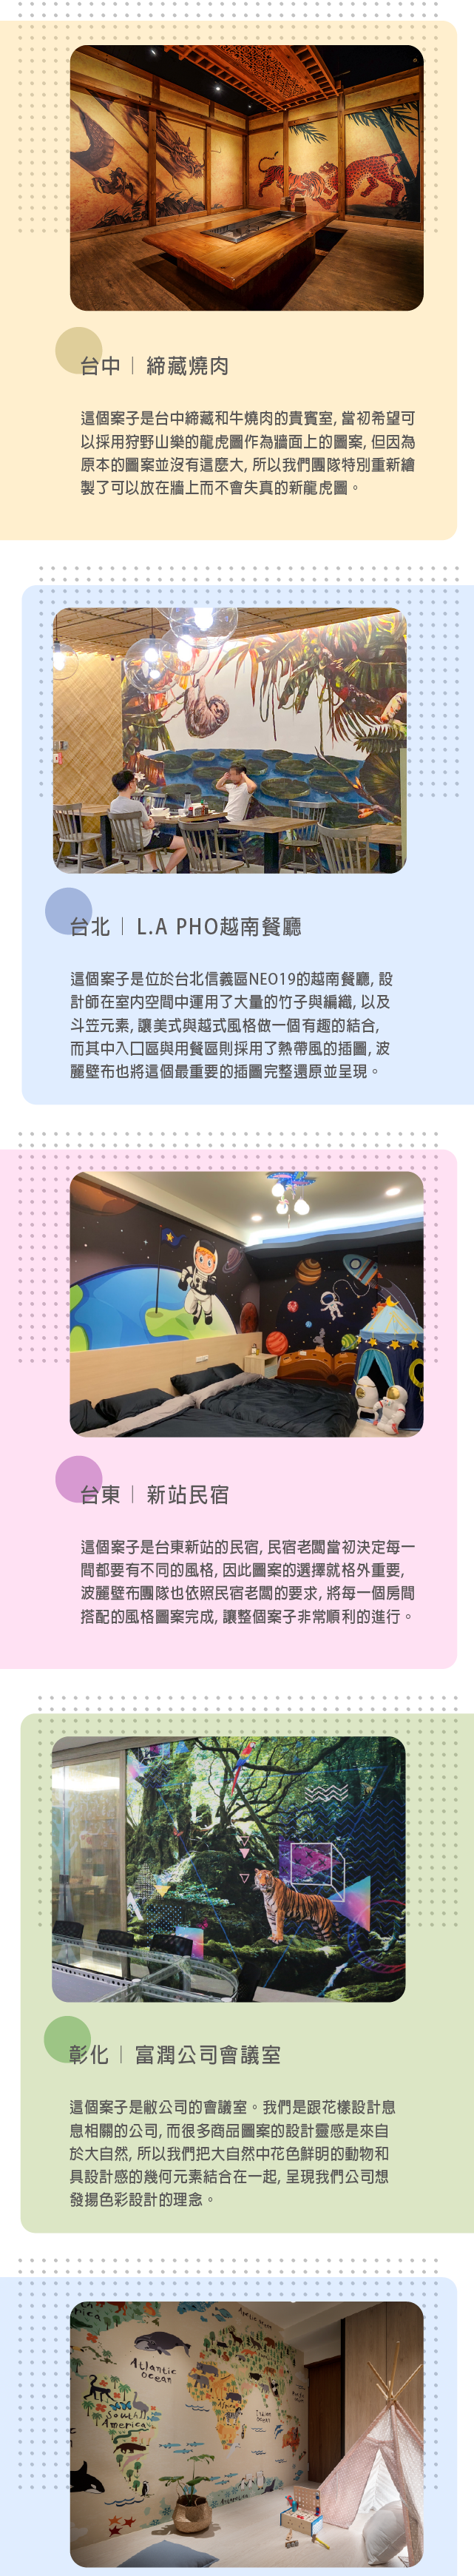 台中｜締藏燒肉
這個案子是台中締藏和牛燒肉的貴賓室, 當初希望可
以採用狩野山樂的龍虎圖作為牆面上的圖案, 但因為
原本的圖案並沒有這麼大, 所以我們團隊特別重新繪
製了可以放在牆上而不會失真的新龍虎圖。
台北｜L.A PHO越南餐廳
這個案子是位於台北信義區NEO19的越南餐廳, 設
計師在室內空間中運用了大量的竹子與編織, 以及
斗笠元素, 讓美式與越式風格做一個有趣的結合,
而其中入口區與用餐區則採用了熱帶風的插圖, 波
麗壁布也將這個最重要的插圖完整還原並呈現。
台東｜新站民宿
這個案子是台東新站的民宿, 民宿老闆當初決定每一
間都要有不同的風格, 因此圖案的選擇就格外重要,
波麗壁布團隊也依照民宿老闆的要求, 將每一個房間
搭配的風格圖案完成, 讓整個案子非常順利的進行。
彰化｜富潤公司會議室
這個案子是敝公司的會議室。我們是跟花樣設計息
息相關的公司, 而很多商品圖案的設計靈感是來自
於大自然, 所以我們把大自然中花色鮮明的動物和
具設計感的幾何元素結合在一起, 呈現我們公司想
發揚色彩設計的理念。
Atlantic
Ocean
South
America